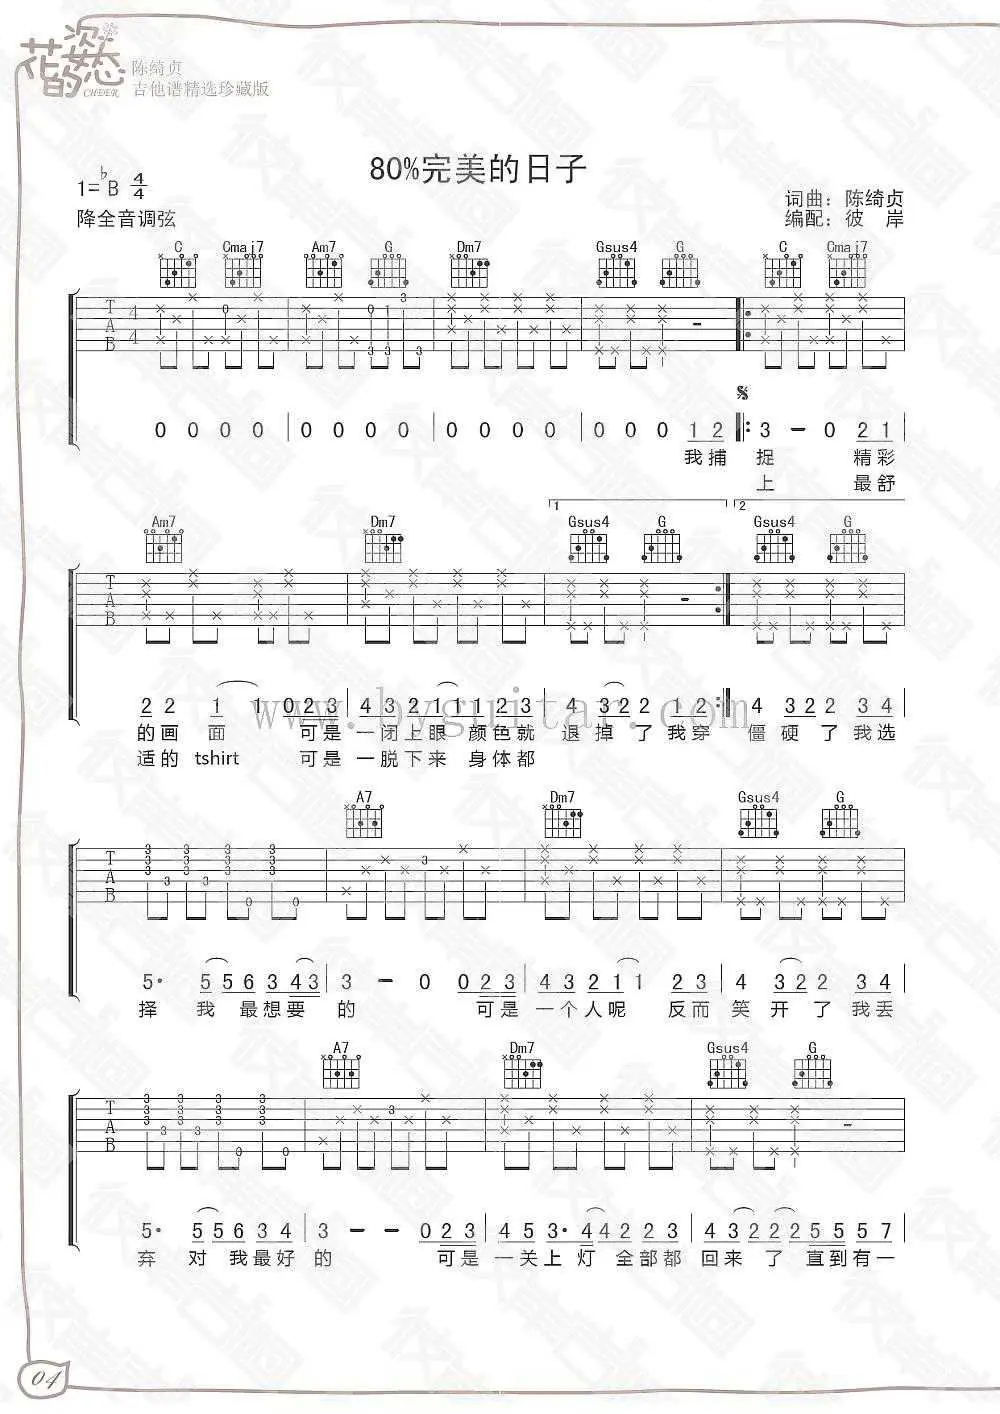 花的姿态
CHEER
陈绮贞
吉他谱精选珍藏版
80%完美的日子
1=♭B 4/4
降全音调弦
词曲：陈绮贞
编配：彼 岸
C Cmaj7 Am7 G Dm7 Gsus4 G C Cmaj7
T A B 4/4
0 0 0 0 | 0 0 0 0 | 0 0 0 0 | 0 0 0 1 2 |: 3 - 0 2 1 |
我 捕 捉 精 彩
上 最 舒
Am7 Dm7 1 Gsus4 G 2 Gsus4 G
T A B
2 2 1 1 0 2 3 | 4 3 2 1 1 1 2 3 | 4 3 2 2 1 2 :| 4 3 2 2 3 4 |
www.byguitar.com
的 画 面 可 是 一 闭 上 眼 颜 色 就 退 掉 了 我 穿 僵 硬 了 我 选
适 的 tshirt 可 是 一 脱 下 来 身 体 都
A7 Dm7 Gsus4 G
T A B
5· 5 5 6 3 4 3 | 3 - 0 0 2 3 | 4 3 2 1 1 2 3 | 4 3 2 2 3 4 |
择 我 最 想 要 的 可 是 一 个 人 呢 反 而 笑 开 了 我 丢
A7 Dm7 Gsus4 G
T A B
5· 5 5 6 3 4 | 3 - - 0 2 3 | 4 5 3· 4 4 2 2 3 | 4 3 2 2 2 5 5 5 7 |
弃 对 我 最 好 的 可 是 一 关 上 灯 全 部 都 回 来 了 直 到 有 一
04